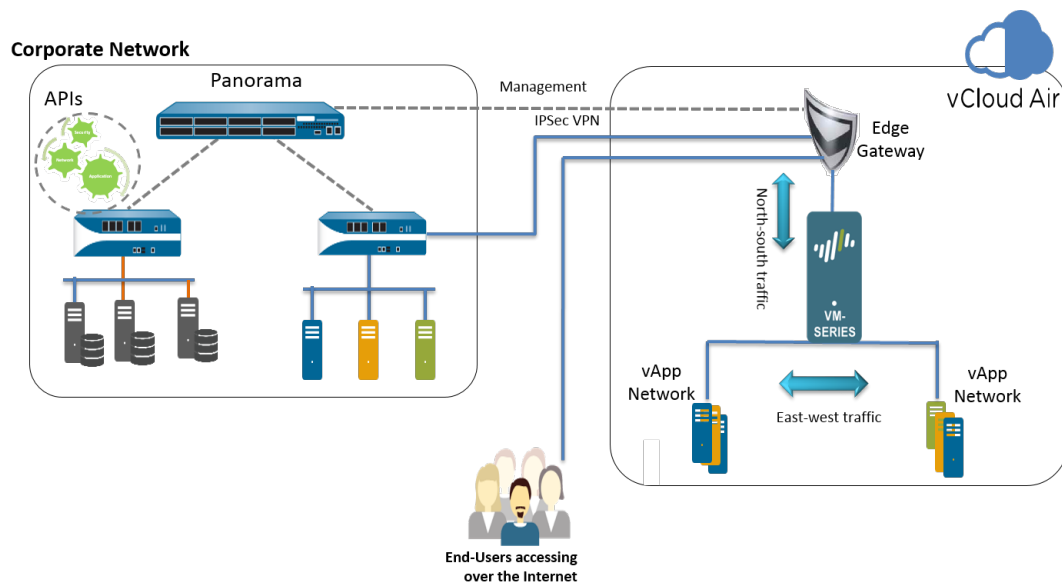 Corporate Network
Panorama
APIs
Security
Network
Application
Management
IPSec VPN
vCloud Air
Edge
Gateway
North-south traffic
VM-
SERIES
vApp
Network
vApp
Network
East-west traffic
End-Users accessing
over the Internet